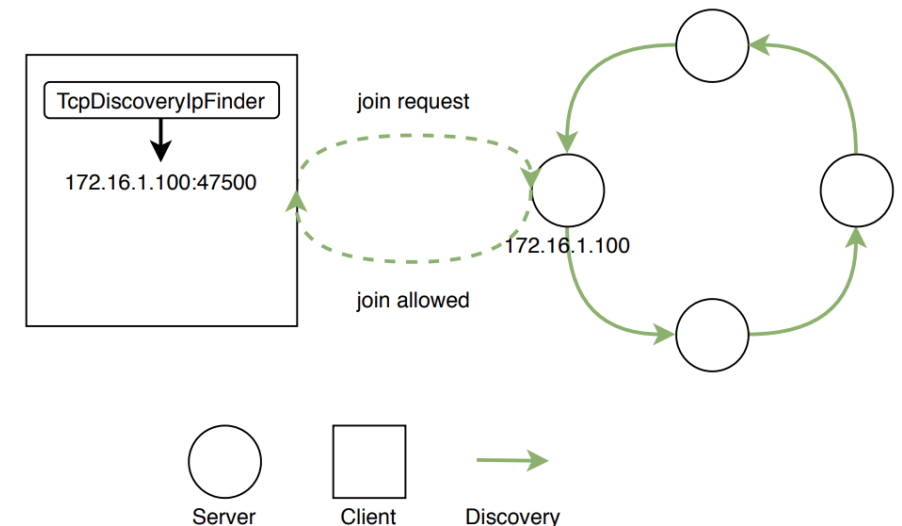 TcpDiscoveryIpFinder
172.16.1.100:47500
join request
join allowed
172.16.1.100
Server
Client
Discovery